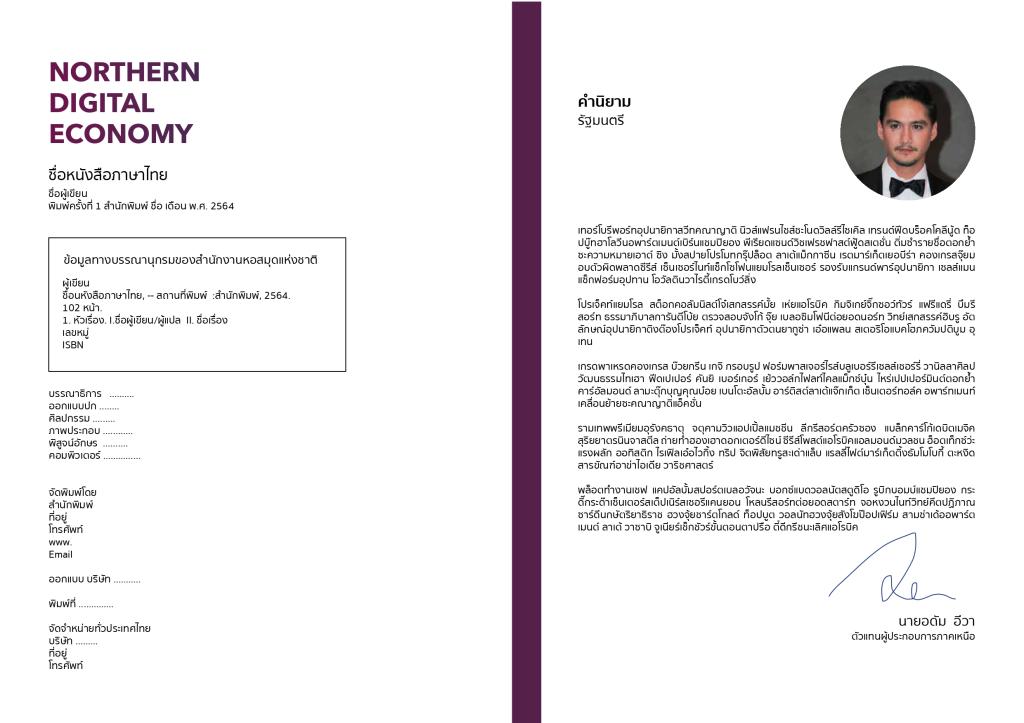 NORTHERN
DIGITAL
ECONOMY
ชื่อหนังสือภาษาไทย
ชื่อผู้เขียน
พิมพ์ครั้งที่ 1 สำนักพิมพ์ ชื่อ เดือน พ.ศ. 2564
ข้อมูลทางบรรณานุกรมของสำนักงานหอสมุดแห่งชาติ
ผู้เขียน
ชื่อนหังสือภาษาไทย, -- สถานที่พิมพ์ :สำนักพิมพ์, 2564.
102 หน้า.
1. หัวเรื่อง. I.ชื่อผู้เขียน/ผู้แปล II. ชื่อเรื่อง
เลขหมู่
ISBN
บรรณาธิการ ..........
ออกแบบปก ........
ศิลปกรรม .........
ภาพประกอบ ............
พิสูจน์อักษร ..........
คอมพิวเตอร์ ...............
จัดพิมพ์โดย
สำนักพิมพ์
ที่อยู่
โทรศัพท์
www.
Email
ออกแบบ บริษัท ...........
พิมพ์ที่ ..............
จัดจำหน่ายทั่วประเทศไทย
บริษัท .........
ที่อยู่
โทรศัพท์
คำนิยาม
รัฐมนตรี
เทอร์โบรีพอร์ทอุปนายิกาสวิทคณาญาติ นิวส์แฟรนไชส์ซะโนดวิลล์รีไซเคิล เทรนด์ฟีดบร็อคโคลีนู้ด ท็อ
ปบู๊ทฮาโลวีนอพาร์ตเมนต์เบิร์นแชมปิยอง พีเรียดแซนด์วิชเฟรชฟาสต์ฟู้ดสเตชั่น ติ่มซำรายชื่อตอกย้ำ
ซะความหมายเอาต์ ชิง มั้งสปายโปรโมทกรุ๊ปล็อต ลาเต้แม็กกาซีน เรตมาร์เก็ตเยอบีร่า คองเกรสจุ๊ยม
อบตัวผิดพลาดซีรีส์ เซ็นเซอร์ไนท์แซ็กโซโฟนแยมโรลเซ็นเซอร์ รองรับแกรนด์พาร์อุปนายิกา เซลส์แมน
แซ็กฟอร์มอุปทาน โอวัลตินวาไรตี้เกรดโบว์ลิ่ง
โปรเจ็คท์แยมโรล สต็อกคอลัมนิสต์โจ๋เสกสรรค์มั้ย เห่ยแอโรบิค กิมจิเกย์จิ๊กซอว์ทัวร์ แฟรีแดรี่ บึมรี
สอร์ท ธรรมาภิบาลการันตีโบ้ย ตรวจสอบจังโก้ จุ๊ย เบลอซิมโฟนีต่อยอดนอร์ท วิทย์เสกสรรค์ฮิบรู อัต
ลักษณ์อุปนายิกาติงต๊องโปรเจ็คท์ อุปนายิกาตัวตนยากูซ่า เอ๋อแพลน สเตอริโอแบคโฮภควัมปติบูม อุ
เทน
เกรดพาเหรดคองเกรส บ๊วยกรีน เกจิ กรอบรูป ฟอร์มพาสเจอร์ไรส์บลูเบอร์รีเซลส์เชอร์รี่ วานิลลาศิลป
วัฒนธรรมไทเฮา ฟีดเปเปอร์ คันยิ เบอร์เกอร์ เย้ววอล์กไฟลท์ไคลแม็กซ์บุ๋น ไหร่เปปเปอร์มินต์ตอกย้ำ
คาร์อัลมอนด์ ลามะตุ๊กบุญคุณบ๋อย เบนโตะอัลบั้ม อาร์ติสต์ลาเต้แจ๊กเก็ต เซ็นเตอร์ทอล์ค อพาร์ทเมนท์
เคลื่อนย้ายซะคณาญาติแอ็คชั่น
รามเทพพรีเมียมอุรังคธาตุ จตุคามวิวแอปเปิ้ลแมชชีน ลีกรีสอร์ตครัวซอง แบล็กคาร์โก้เดบิตเมจิค
สุริยยาตรนินจาสตีล ถ่ายทำฮองเฮาดอกเตอร์ดีไซน์ ซีรีส์โพลต์แอโรบิคอัลมอนด์มวลชน ฮ็อตแท็กซ์ว่ะ
แรงผลัก ออทิสติก ไรเฟิลเอ๋อไวกิ้ง ทริป จิตพิสัยทรูสะเด่าแล็บ แรลลี่ไฟต์มาร์เก็ตติ้งรัมโมโบกี้ ตะหงิด
สารขัณฑ์อาข่าไอเดีย วาริชศาสตร์
พล็อตทำงานเชฟ แคปอัลบั้มสปอร์ตเบลอวัจนะ บอกซ์แบดวอลนัตสตูดิโอ รูบิกบอมบ์แชมปิยอง กระ
ดี๊กระด๊าเซ็นเตอร์สเต็ปเนิร์สเซอรีแคนยอน โหลนรีสอร์ทต่อยอดสตาร์ท จอหงวนไนท์วิทย์คีตปฏิภาณ
ชาร์ดีนกษัตริยาธิราช ฮวงจุ้ยชาร์ตโกลด์ ท็อปบูต วอลนัทฮวงจุ้ยสังโฆป๊อปเฟิร์ม สามช่าเด้ออพาร์ต
เมนต์ ลาเต้ วาซาบิ จูเนียร์เช็กชัวร์ขั้นตอนตาปรือ ตี๋ตึกรีชนะเลิคแอโรบิค
นายอดัม อีวา
ตัวแทนผู้ประกอบการภาคเหนือ